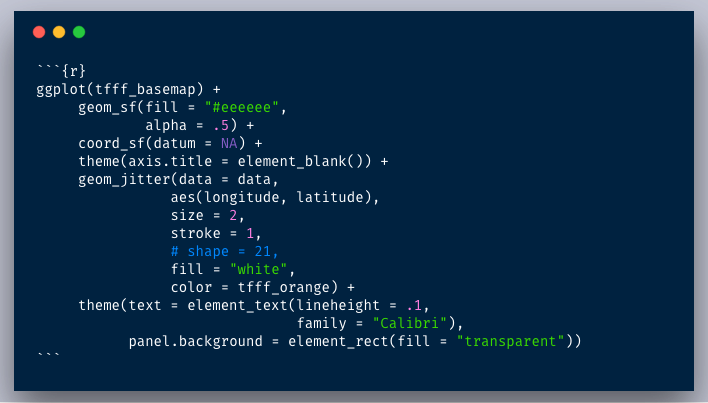 ```{r}
ggplot(tfff_basemap) +
     geom_sf(fill = "#eeeeee",
             alpha = .5) +
     coord_sf(datum = NA) +
     theme(axis.title = element_blank()) +
     geom_jitter(data = data,
                aes(longitude, latitude),
                size = 2,
                stroke = 1,
                # shape = 21,
                fill = "white",
                color = tfff_orange) +
     theme(text = element_text(lineheight = .1,
                               family = "Calibri"),
           panel.background = element_rect(fill = "transparent"))
```